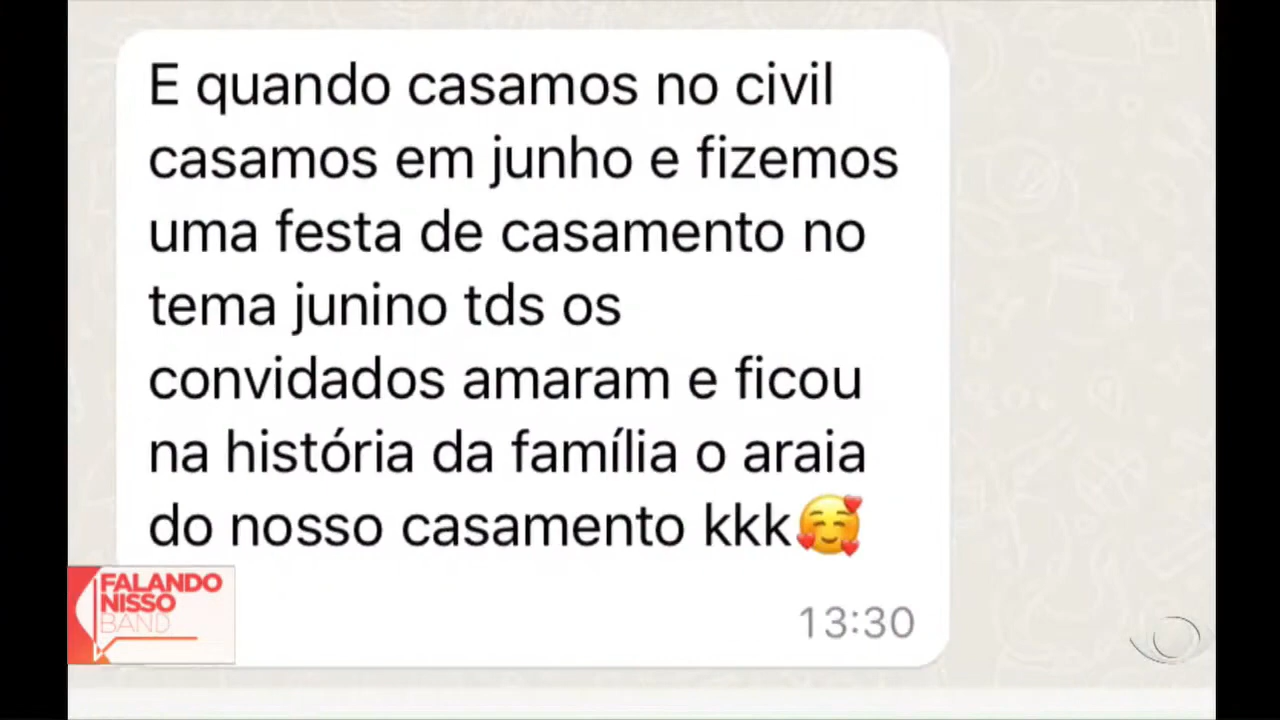 E quando casamos no civil
casamos em junho e fizemos
uma festa de casamento no
tema junino tds os
convidados amaram e ficou
na história da família o araia
do nosso casamento kkk🥰
13:30
FALANDO
NISSO
BAND